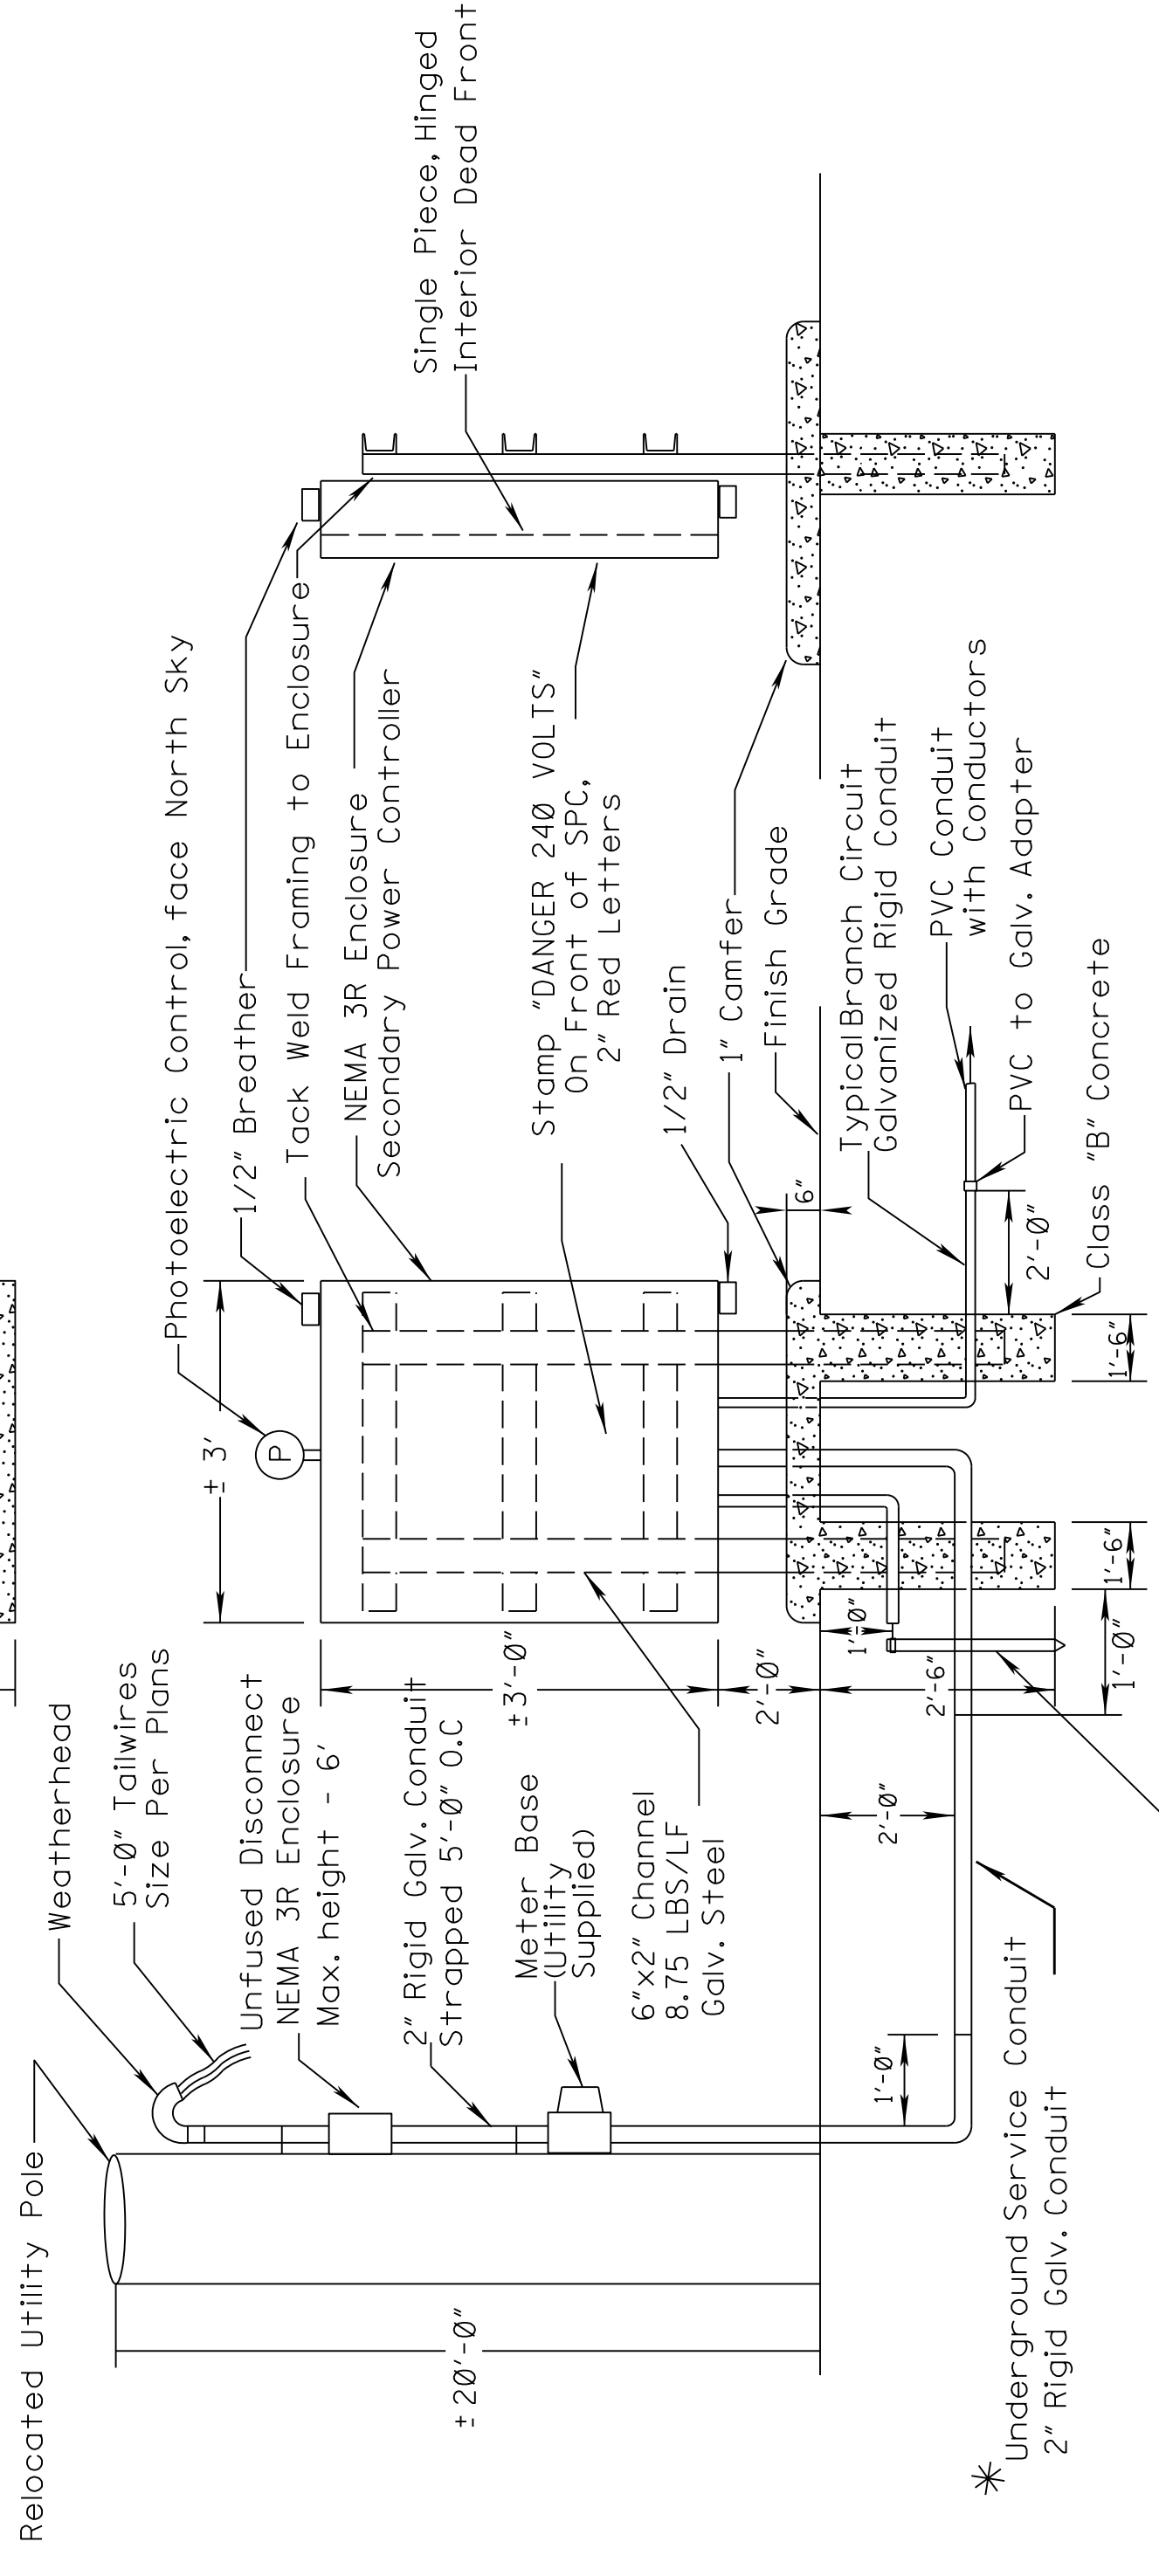 Relocated Utility Pole
Weatherhead
5'-0" Tailwires
Size Per Plans
Unfused Disconnect
NEMA 3R Enclosure
Max. height - 6'
2" Rigid Galv. Conduit
Strapped 5'-0" O.C
Meter Base
(Utility
Supplied)
6"x2" Channel
8.75 LBS/LF
Galv. Steel
±20'-0"
Underground Service Conduit
2" Rigid Galv. Conduit
*
1'-0"
2'-0"
Photoelectric Control, face North Sky
1/2" Breather
Tack Weld Framing to Enclosure
NEMA 3R Enclosure
Secondary Power Controller
Stamp "DANGER 240 VOLTS"
On Front of SPC,
2" Red Letters
1/2" Drain
1" Camfer
Finish Grade
Typical Branch Circuit
Galvanized Rigid Conduit
PVC Conduit
with Conductors
PVC to Galv. Adapter
Class "B" Concrete
± 3'
P
±3'-0"
2'-0"
1'-0"
2'-6"
1'-0"
1'-6"
1'-6"
6"
2'-0"
Single Piece, Hinged
Interior Dead Front